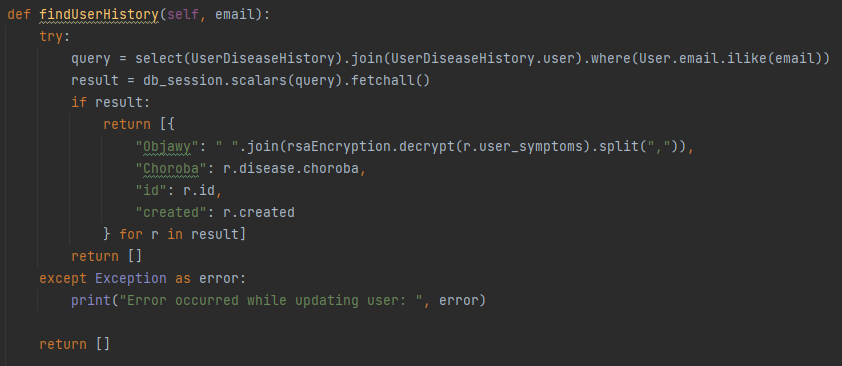 def findUserHistory(self, email):
    try:
        query = select(UserDiseaseHistory).join(UserDiseaseHistory.user).where(User.email.ilike(email))
        result = db_session.scalars(query).fetchall()
        if result:
            return [{
                "Objawy": " ".join(rsaEncryption.decrypt(r.user_symptoms).split(",")),
                "Choroba": r.disease.choroba,
                "id": r.id,
                "created": r.created
            } for r in result]
        return []
    except Exception as error:
        print("Error occurred while updating user: ", error)
    return []